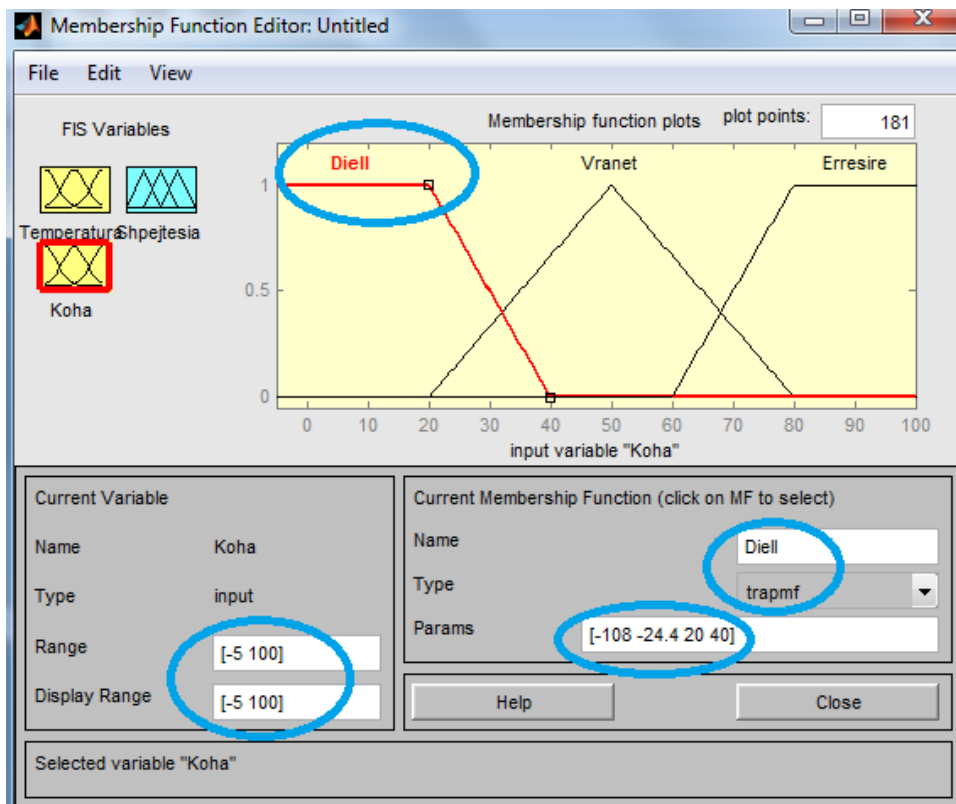 Membership Function Editor: Untitled
File Edit View
FIS Variables
Membership function plots plot points: 181
Diell Vranet Erresire
Temperatura Shpejtesia
Koha
1
0.5
0
0 10 20 30 40 50 60 70 80 90 100
input variable "Koha"
Current Variable
Name Koha
Type input
Range [-5 100]
Display Range [-5 100]
Current Membership Function (click on MF to select)
Name Diell
Type trapmf
Params [-108 -24.4 20 40]
Help Close
Selected variable "Koha"